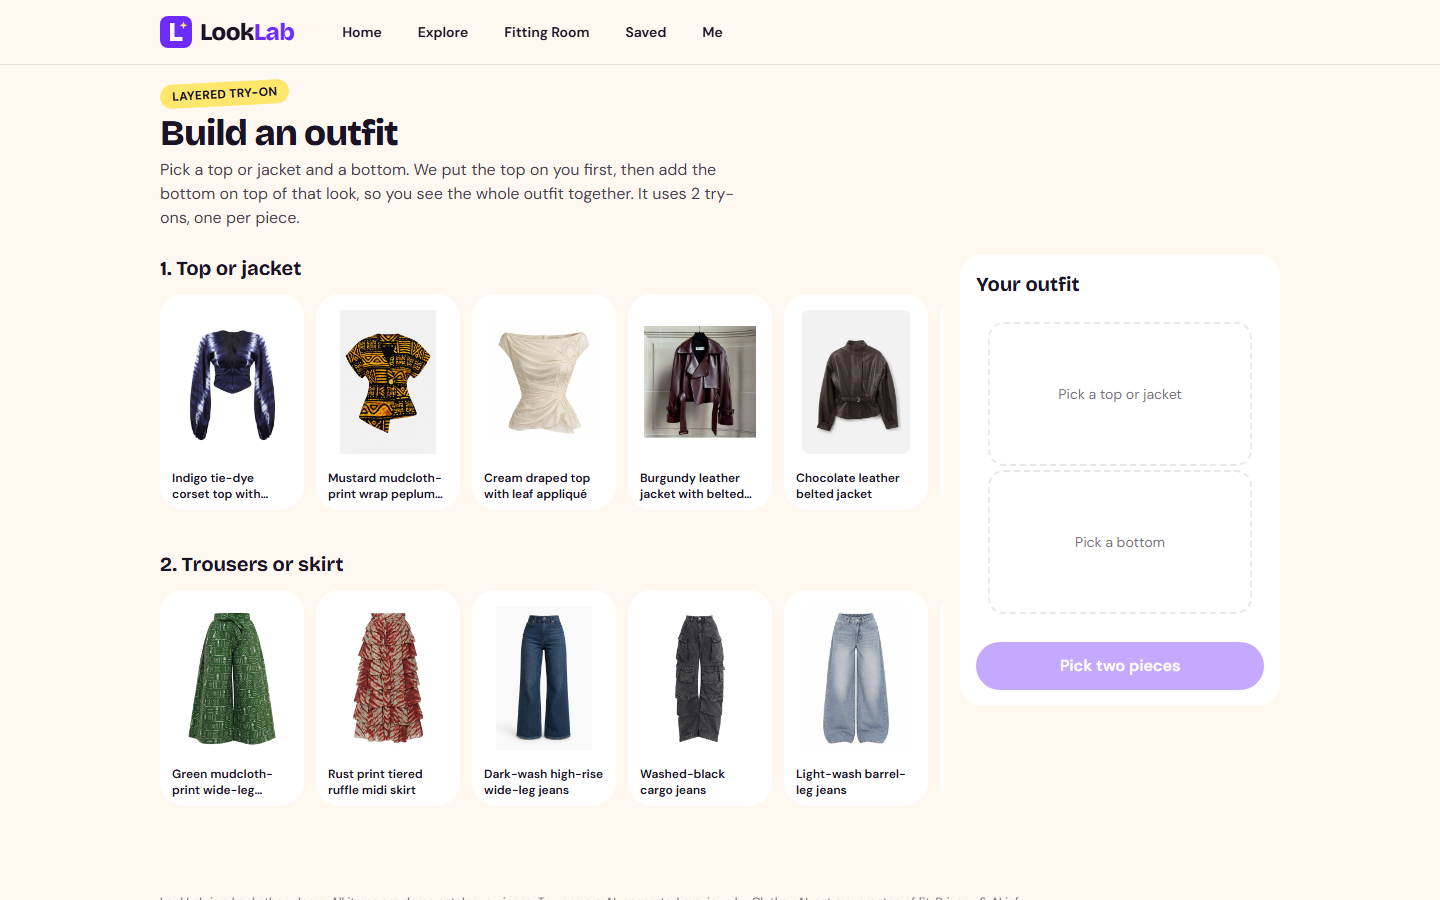 LookLab
Home
Explore
Fitting Room
Saved
Me
LAYERED TRY-ON
Build an outfit
Pick a top or jacket and a bottom. We put the top on you first, then add the
bottom on top of that look, so you see the whole outfit together. It uses 2 try-
ons, one per piece.
1. Top or jacket
Indigo tie-dye
corset top with…
Mustard mudcloth-
print wrap peplum…
Cream draped top
with leaf appliqué
Burgundy leather
jacket with belted…
Chocolate leather
belted jacket
2. Trousers or skirt
Green mudcloth-
print wide-leg…
Rust print tiered
ruffle midi skirt
Dark-wash high-rise
wide-leg jeans
Washed-black
cargo jeans
Light-wash barrel-
leg jeans
Your outfit
Pick a top or jacket
Pick a bottom
Pick two pieces